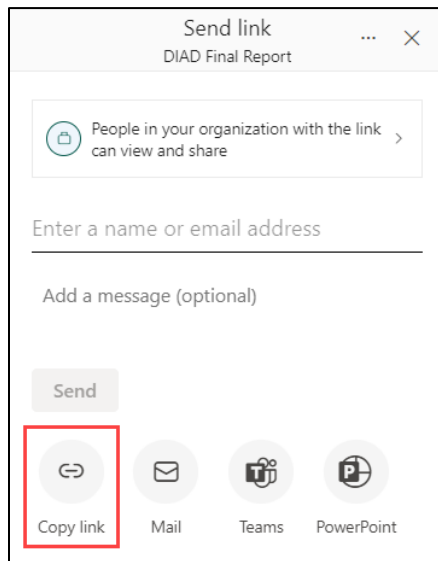 Send link
DIAD Final Report
People in your organization with the link
can view and share
Enter a name or email address
Add a message (optional)
Send
Copy link
Mail
Teams
PowerPoint